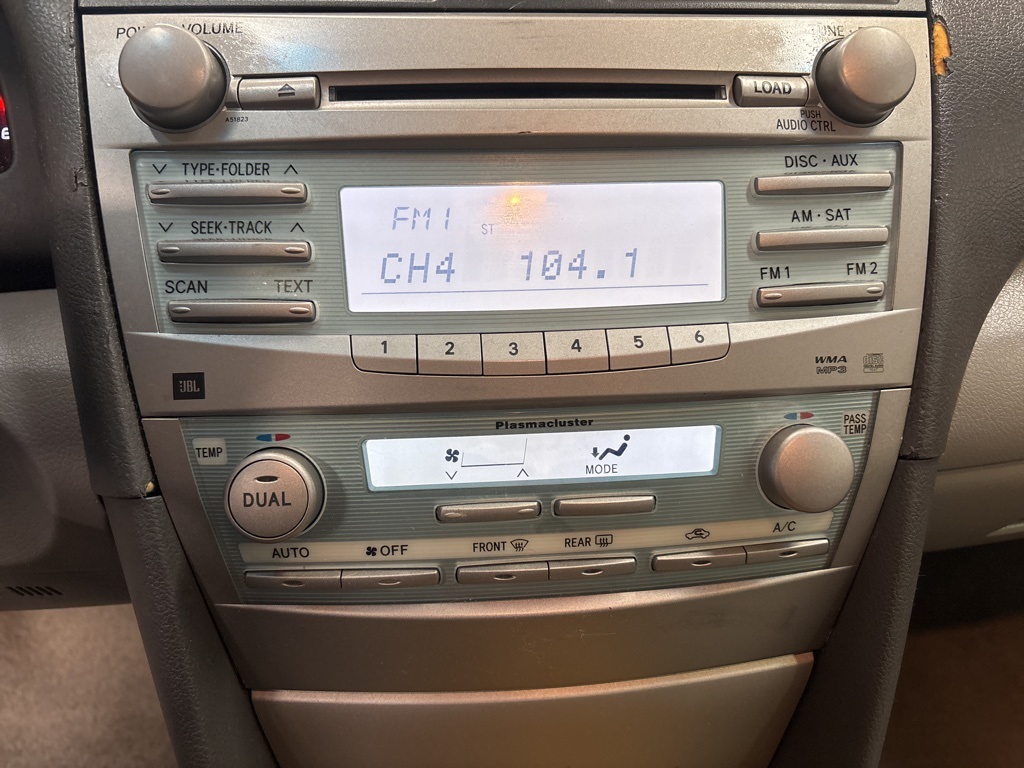 VOLUME
LOAD
A51823
PUSH
AUDIO CTRL
TYPE·FOLDER
DISC·AUX
FM1
ST
SEEK·TRACK
AM·SAT
CH4 104.1
SCAN TEXT
FM1 FM2
1 2 3 4 5 6
JBL
WMA
MP3
Plasmacluster
TEMP
PASS
TEMP
MODE
DUAL
AUTO
OFF
FRONT
REAR
A/C